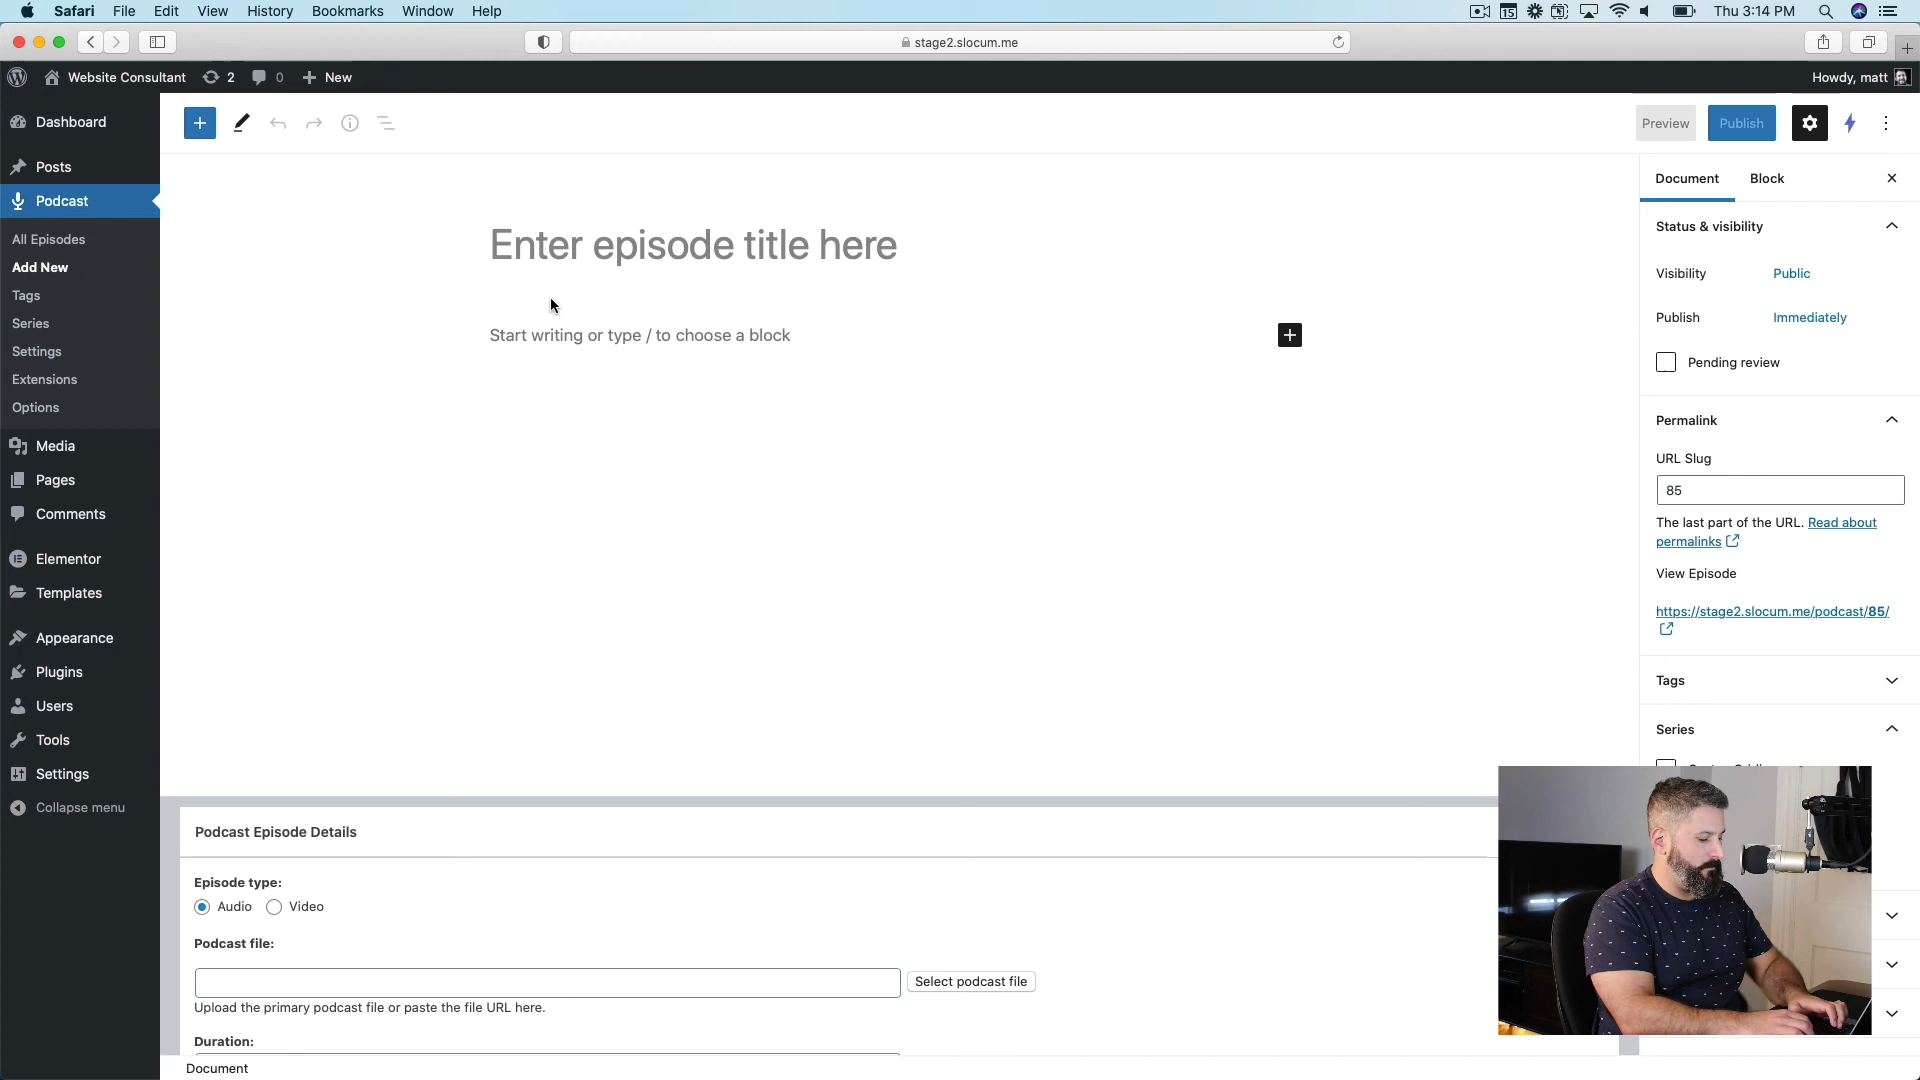 Safari File Edit View History Bookmarks Window Help 15 Thu 3:14 PM
stage2.slocum.me
Website Consultant 2 0 New Howdy, matt
Dashboard
Posts
Podcast
All Episodes
Add New
Tags
Series
Settings
Extensions
Options
Media
Pages
Comments
Elementor
Templates
Appearance
Plugins
Users
Tools
Settings
Collapse menu
Preview Publish
Enter episode title here
Start writing or type / to choose a block
Podcast Episode Details
Episode type:
Audio Video
Podcast file:
Select podcast file
Upload the primary podcast file or paste the file URL here.
Duration:
Document
Document Block
Status & visibility
Visibility Public
Publish Immediately
Pending review
Permalink
URL Slug
85
The last part of the URL. Read about
permalinks
View Episode
https://stage2.slocum.me/podcast/85/
Tags
Series